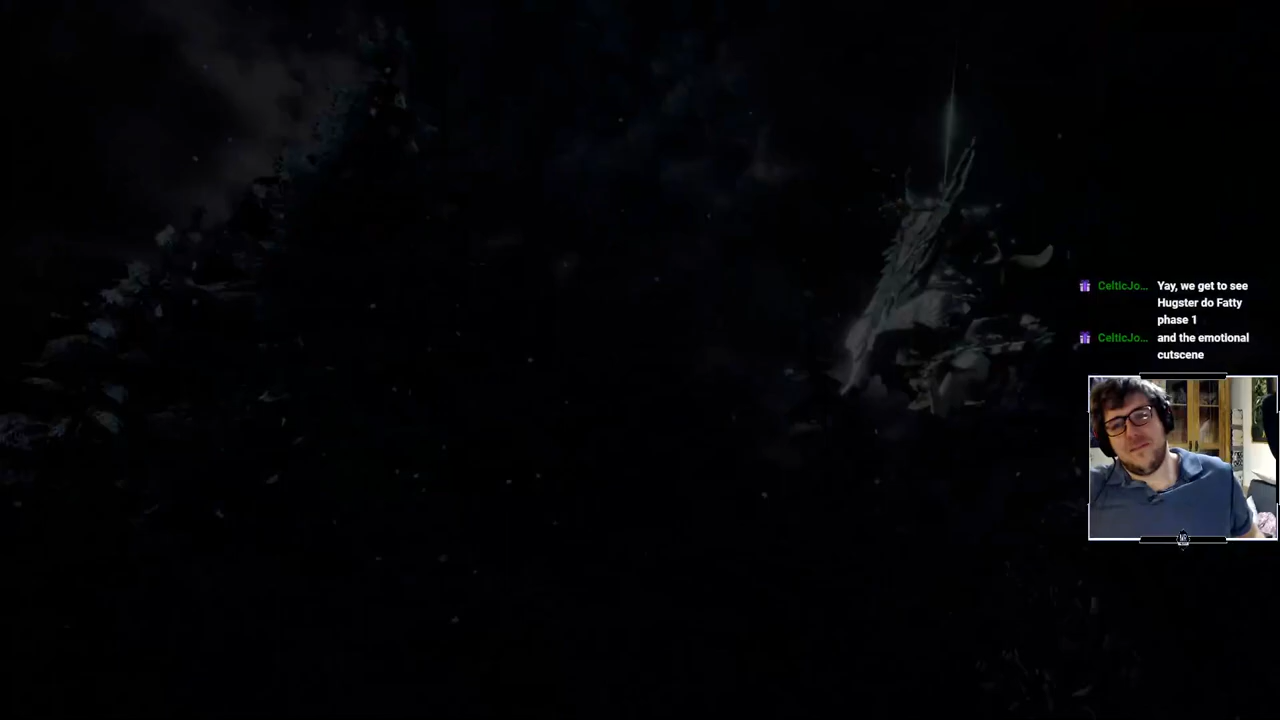 CelticJo... Yay, we get to see
Hugster do Fatty
phase 1
CelticJo... and the emotional
cutscene